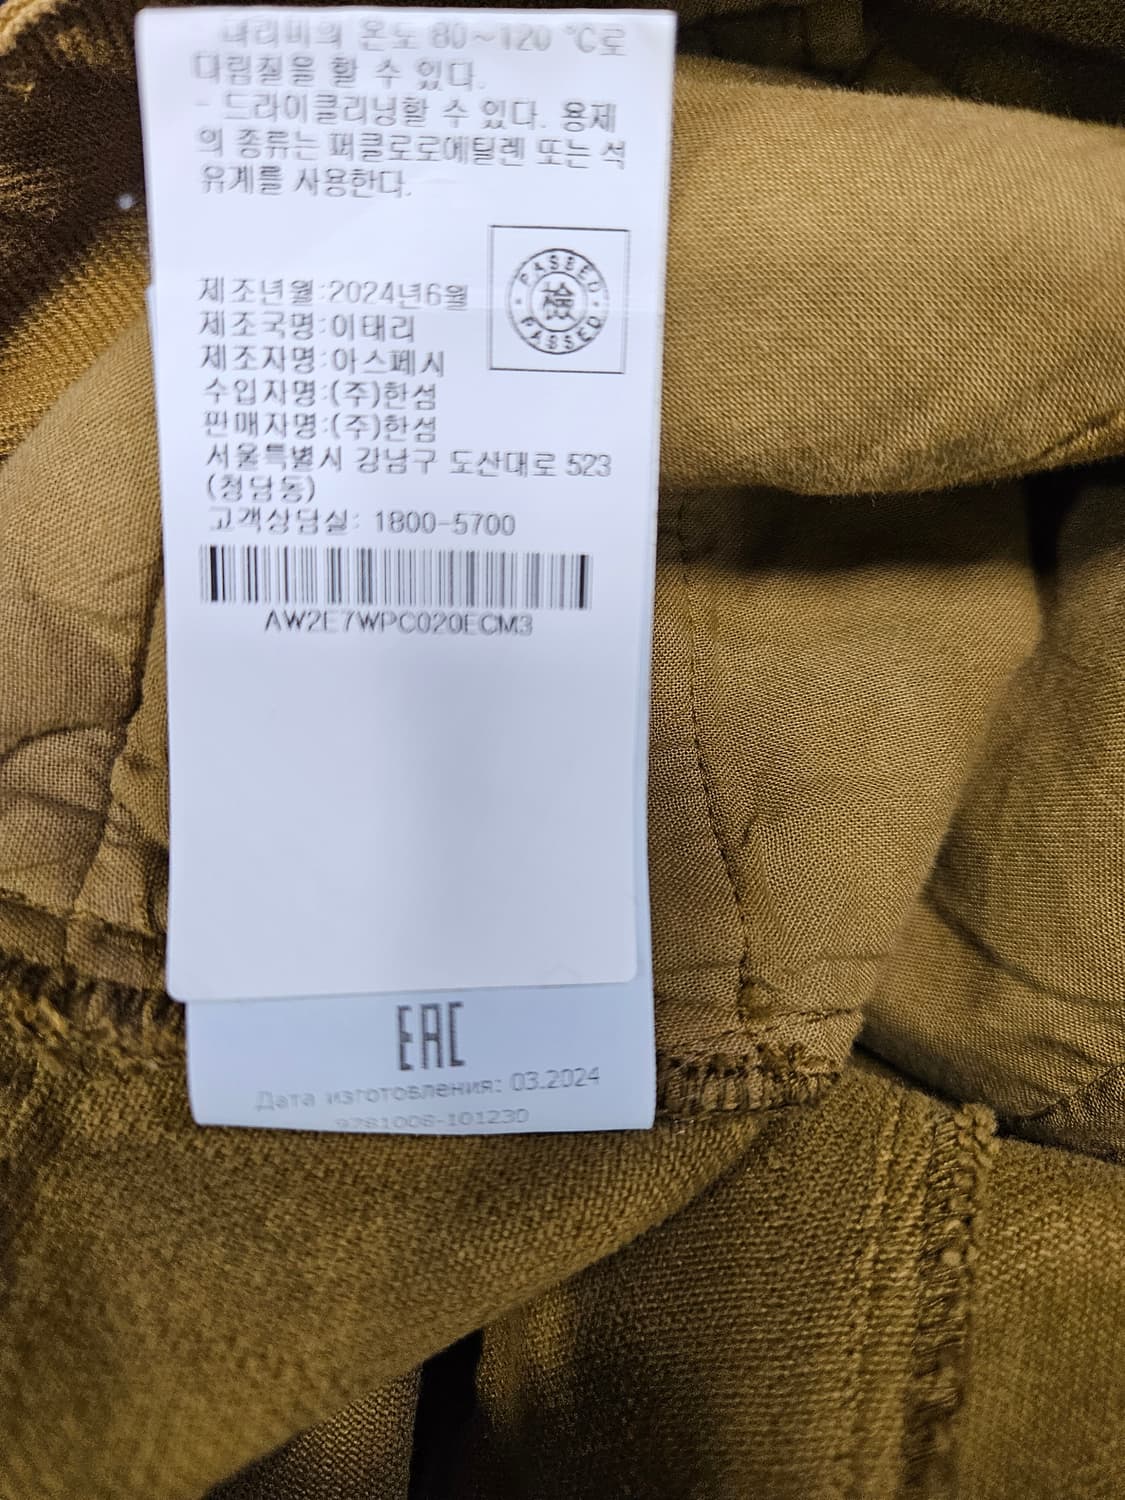 다리미의 온도 80~120 °C로
다림질을 할 수 있다.
- 드라이클리닝할 수 있다. 용제
의 종류는 퍼클로로에틸렌 또는 석
유계를 사용한다.
PASSED
檢
PASSED
제조년월:2024년6월
제조국명:이태리
제조자명:아스페시
수입자명:(주)한섬
판매자명:(주)한섬
서울특별시 강남구 도산대로 523
(청담동)
고객상담실: 1800-5700
AW2E7WPC020ECM3
EAC
Дата изготовления: 03.2024
9781008-101230